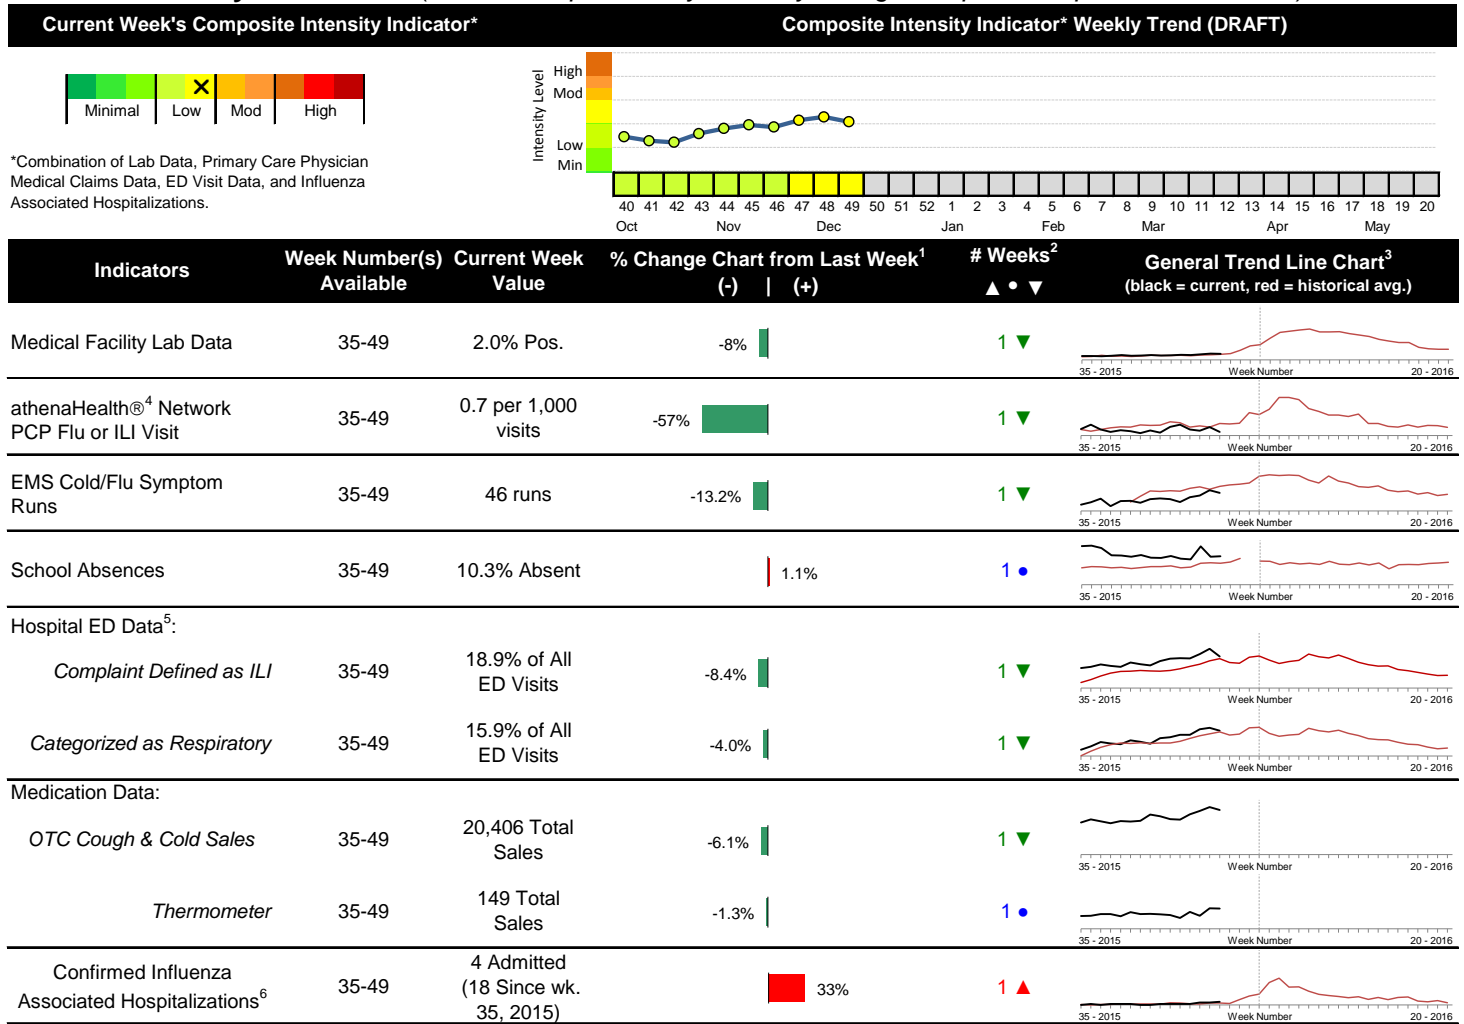 Current Week's Composite Intensity Indicator*
Composite Intensity Indicator* Weekly Trend (DRAFT)
Minimal Low Mod High
*Combination of Lab Data, Primary Care Physician
Medical Claims Data, ED Visit Data, and Influenza
Associated Hospitalizations.
Intensity Level
High
Mod
Low
Min
40 41 42 43 44 45 46 47 48 49 50 51 52 1 2 3 4 5 6 7 8 9 10 11 12 13 14 15 16 17 18 19 20
Oct Nov Dec Jan Feb Mar Apr May
Indicators
Week Number(s)
Available
Current Week
Value
% Change Chart from Last Week1
(-) | (+)
# Weeks2
▲ • ▼
General Trend Line Chart3
(black = current, red = historical avg.)
Medical Facility Lab Data
35-49
2.0% Pos.
-8%
1 ▼
35 - 2015 Week Number 20 - 2016
athenaHealth®4 Network
PCP Flu or ILI Visit
35-49
0.7 per 1,000
visits
-57%
1 ▼
35 - 2015 Week Number 20 - 2016
EMS Cold/Flu Symptom
Runs
35-49
46 runs
-13.2%
1 ▼
35 - 2015 Week Number 20 - 2016
School Absences
35-49
10.3% Absent
1.1%
1 •
35 - 2015 Week Number 20 - 2016
Hospital ED Data5:
Complaint Defined as ILI
35-49
18.9% of All
ED Visits
-8.4%
1 ▼
35 - 2015 Week Number 20 - 2016
Categorized as Respiratory
35-49
15.9% of All
ED Visits
-4.0%
1 ▼
35 - 2015 Week Number 20 - 2016
Medication Data:
OTC Cough & Cold Sales
35-49
20,406 Total
Sales
-6.1%
1 ▼
35 - 2015 Week Number 20 - 2016
Thermometer
35-49
149 Total
Sales
-1.3%
1 •
35 - 2015 Week Number 20 - 2016
Confirmed Influenza
Associated Hospitalizations6
35-49
4 Admitted
(18 Since wk.
35, 2015)
33%
1 ▲
35 - 2015 Week Number 20 - 2016